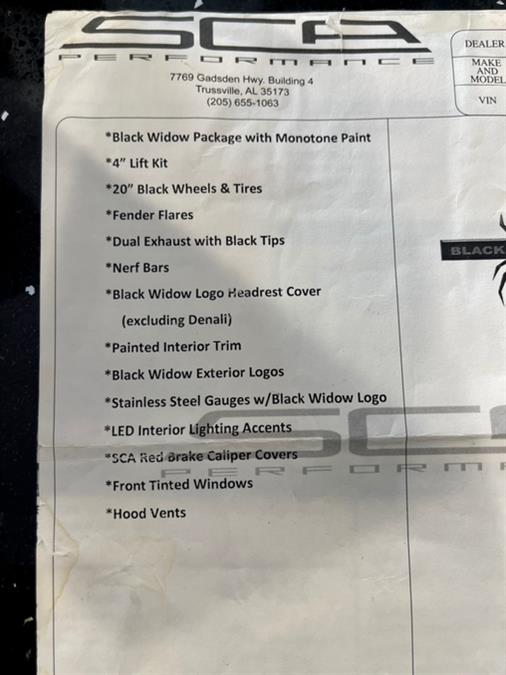 SCA
PERFORMANCE
7769 Gadsden Hwy. Building 4
Trussville, AL 35173
(205) 655-1063
DEALER
MAKE
AND
MODEL
VIN
*Black Widow Package with Monotone Paint
*4” Lift Kit
*20” Black Wheels & Tires
*Fender Flares
*Dual Exhaust with Black Tips
*Nerf Bars
*Black Widow Logo Headrest Cover
(excluding Denali)
*Painted Interior Trim
*Black Widow Exterior Logos
*Stainless Steel Gauges w/Black Widow Logo
*LED Interior Lighting Accents
*SCA Red Brake Caliper Covers
*Front Tinted Windows
*Hood Vents
BLACK
SCA
PERFORM